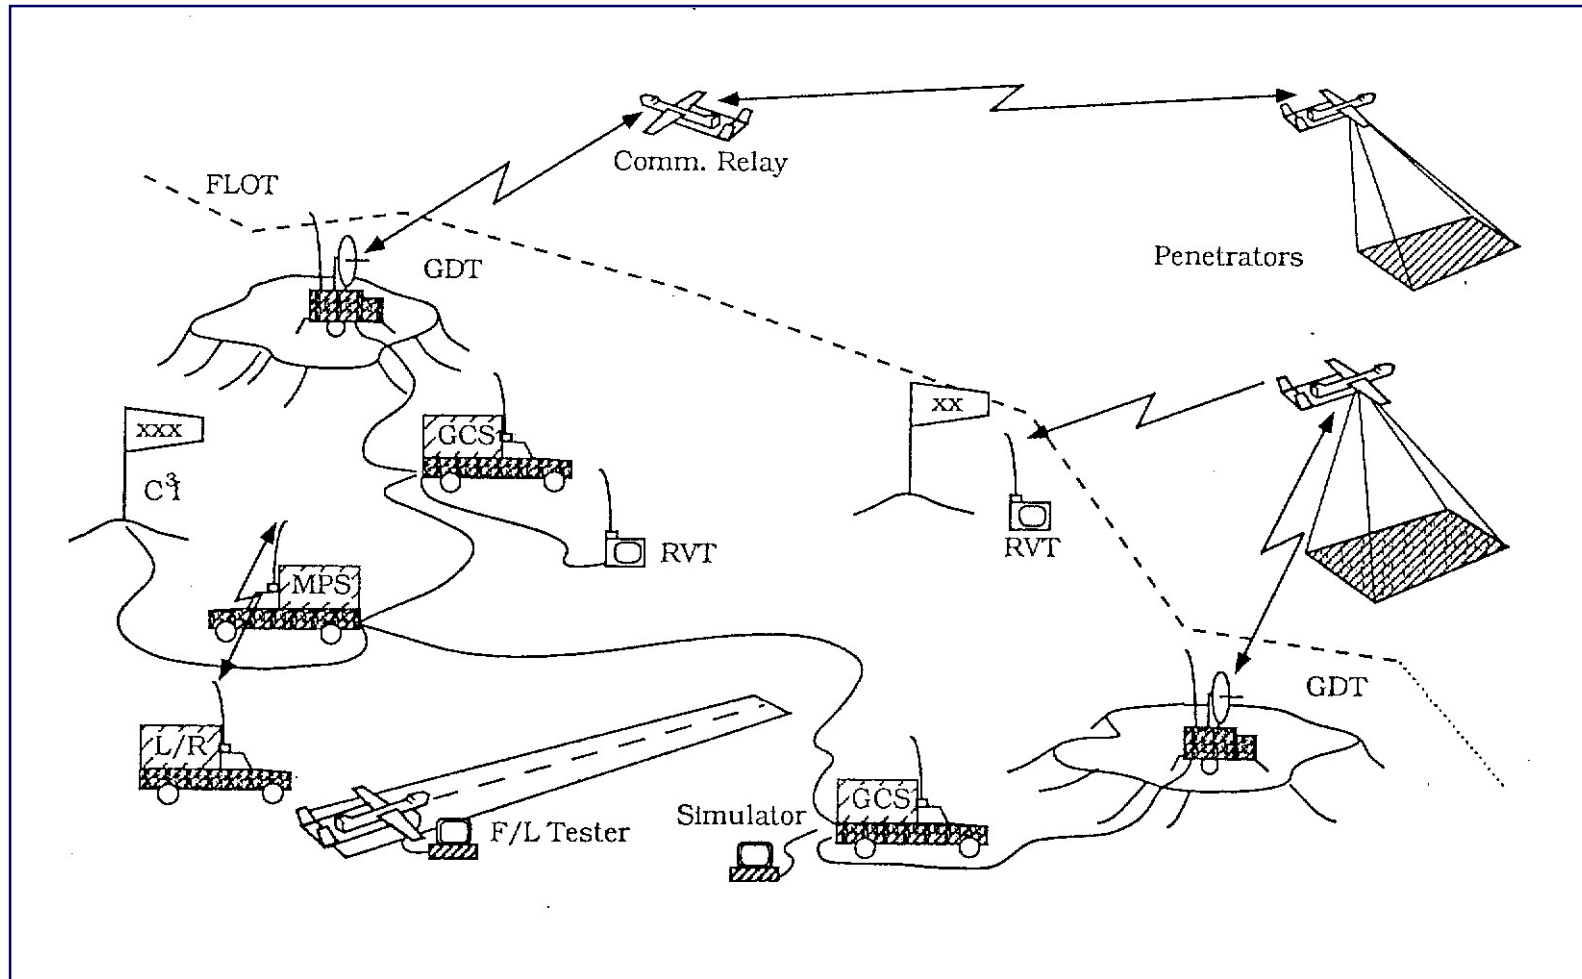 Comm. Relay
FLOT
Penetrators
GDT
xx
xxx
GCS
C³I
RVT
RVT
MPS
GDT
L/R
GCS
Simulator
F/L Tester